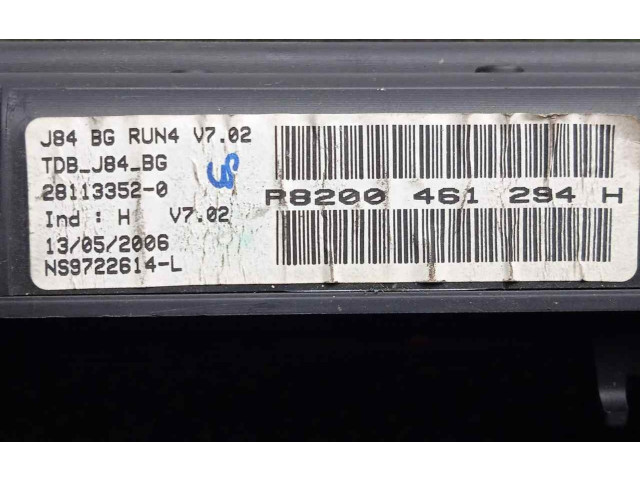 J84 BG RUN4 V7.02
TDB_J84_BG
28113352-0
Ind : H V7.02
13/05/2006
NS9722614-L
P8200 461 294 H